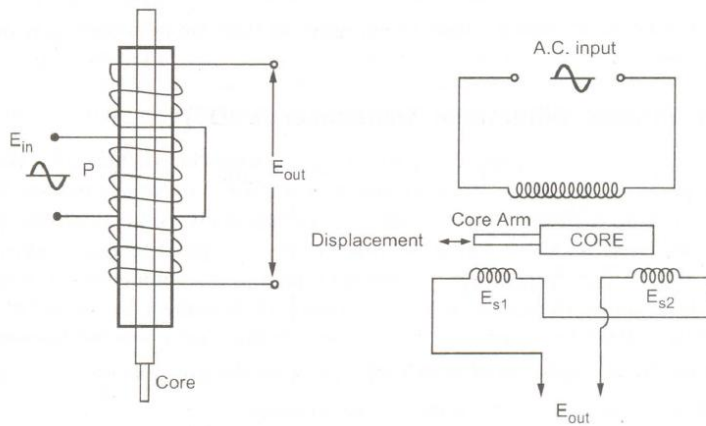 E_in
P
E_out
Core
A.C. input
Core Arm
Displacement
CORE
E_s1
E_s2
E_out